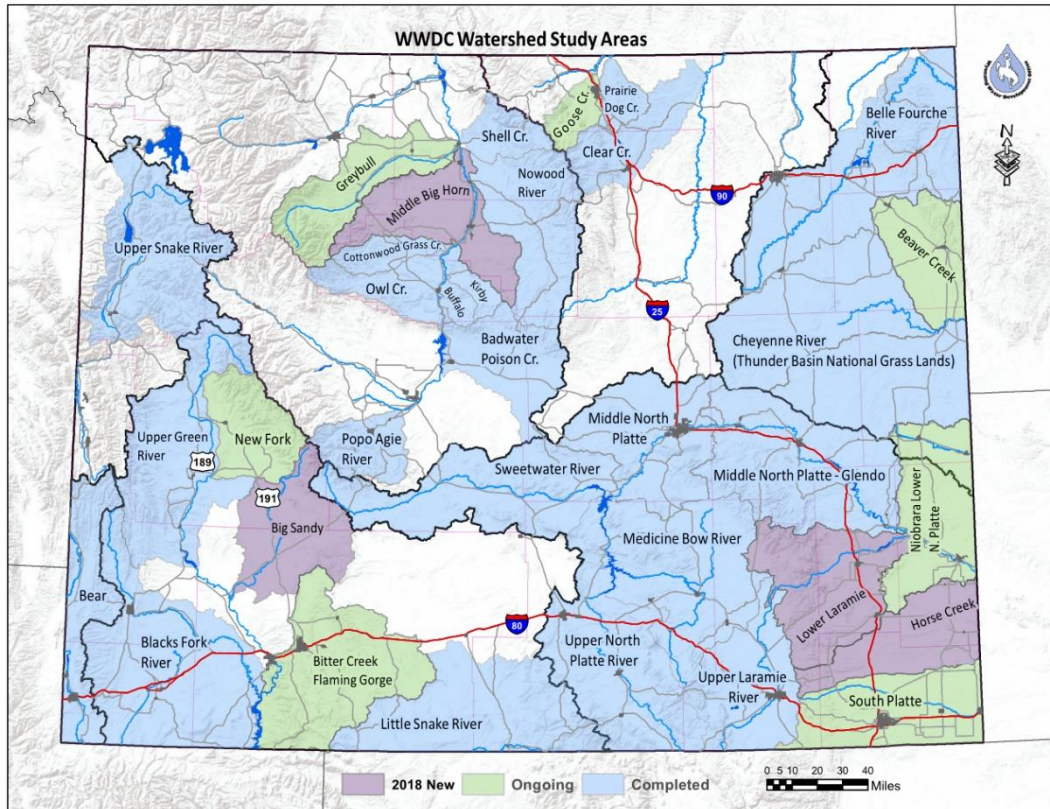 WWDC Watershed Study Areas
N
Goose Cr.
Prairie
Dog Cr.
Belle Fourche
River
Shell Cr.
Clear Cr.
Greybull
Nowood
River
90
Middle Big Horn
Beaver Creek
Upper Snake River
Cottonwood Grass Cr.
Owl Cr.
Buffalo
Kirby
25
Badwater
Poison Cr.
Cheyenne River
(Thunder Basin National Grass Lands)
Upper Green
River
New Fork
Popo Agie
River
Middle North
Platte
189
191
Sweetwater River
Middle North Platte - Glendo
Niobrara Lower
N. Platte
Big Sandy
Medicine Bow River
Bear
Blacks Fork
River
80
Lower Laramie
Horse Creek
Bitter Creek
Flaming Gorge
Upper North
Platte River
Upper Laramie
River
South Platte
Little Snake River
2018 New
Ongoing
Completed
0 5 10 20 30 40
Miles